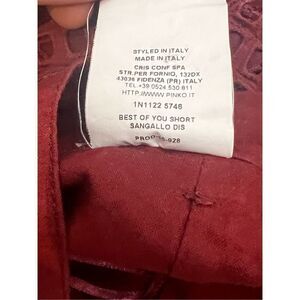 STYLED IN ITALY
MADE IN ITALY
CRIS CONF SPA
STR.PER FORNIO, 132DX
43036 FIDENZA (PR) ITALY
TEL.+39 0524 530 811
HTTP://WWW PINKO.IT
1N1122 5746
BEST OF YOU SHORT
SANGALLO DIS